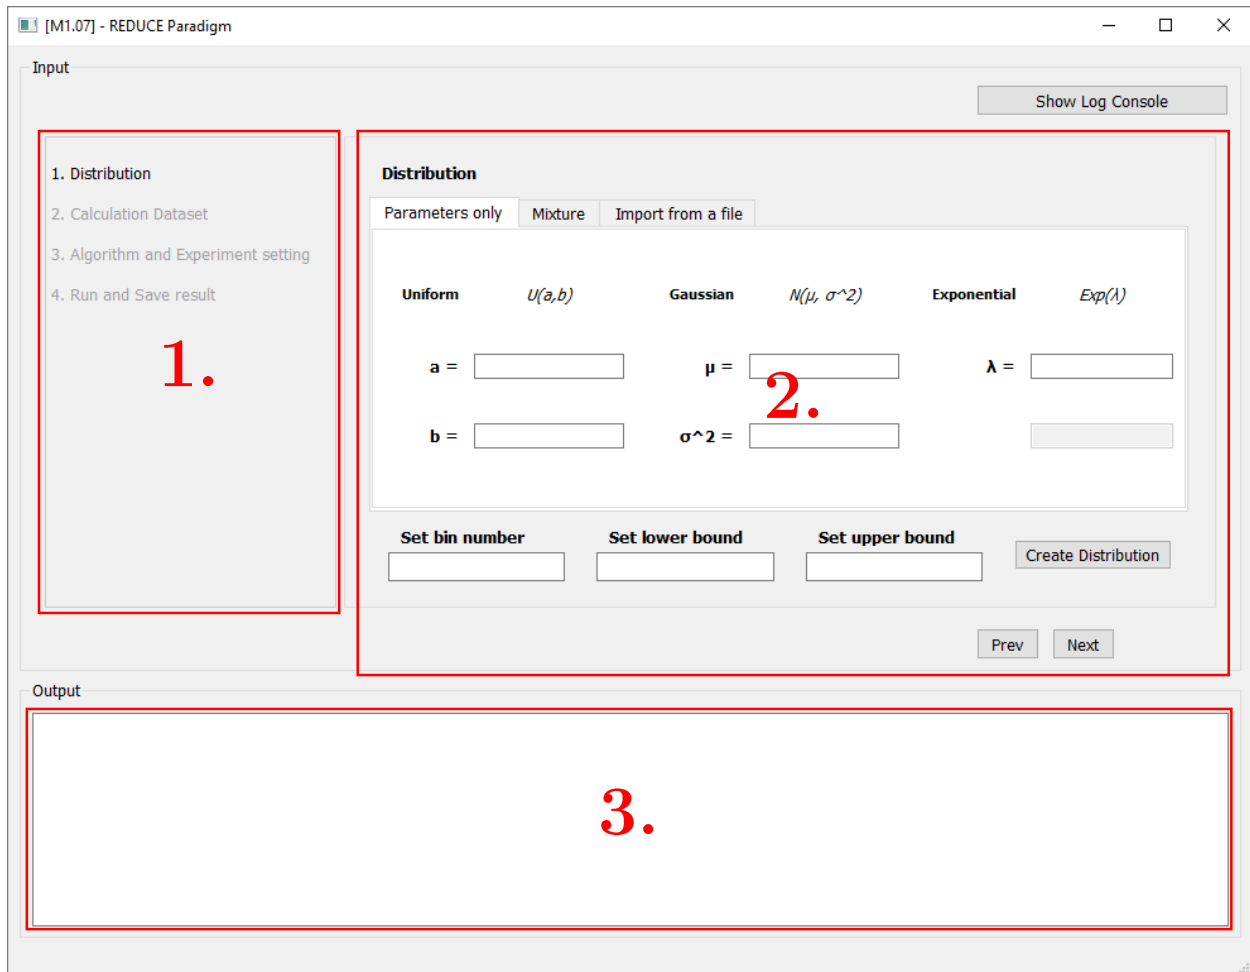 [M1.07] - REDUCE Paradigm
Input
Show Log Console
1. Distribution
2. Calculation Dataset
3. Algorithm and Experiment setting
4. Run and Save result
1.
Distribution
Parameters only Mixture Import from a file
Uniform U(a,b) Gaussian N(μ, σ^2) Exponential Exp(λ)
a = μ = λ =
2.
b = σ^2 =
Set bin number Set lower bound Set upper bound
Create Distribution
Prev Next
Output
3.